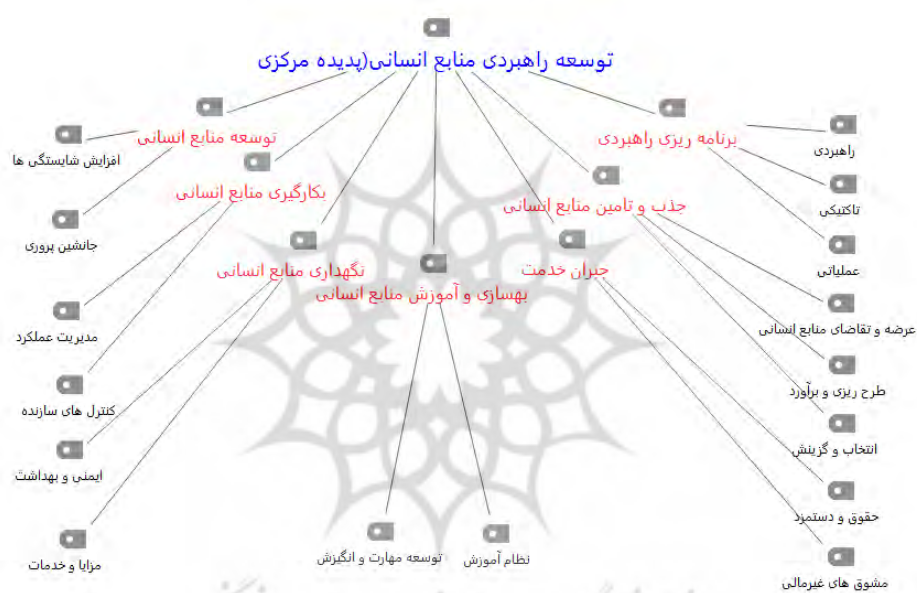 توسعه راهبردی منابع انسانی(پدیده مرکزی
برنامه ریزی راهبردی
توسعه منابع انسانی
راهبردی
افزایش شایستگی ها
جذب و تامین منابع انسانی
بکارگیری منابع انسانی
تاکتیکی
جانشین پروری
جبران خدمت
نگهداری منابع انسانی
عملیاتی
بهسازی و آموزش منابع انسانی
عرضه و تقاضای منابع انسانی
مدیریت عملکرد
طرح ریزی و برآورد
کنترل های سازنده
انتخاب و گزینش
ایمنی و بهداشت
حقوق و دستمزد
نظام آموزش
توسعه مهارت و انگیزش
مزایا و خدمات
مشوق های غیرمالی